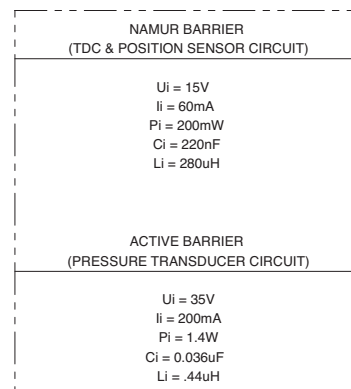 NAMUR BARRIER
(TDC & POSITION SENSOR CIRCUIT)
Ui = 15V
Ii = 60mA
Pi = 200mW
Ci = 220nF
Li = 280uH
ACTIVE BARRIER
(PRESSURE TRANSDUCER CIRCUIT)
Ui = 35V
Ii = 200mA
Pi = 1.4W
Ci = 0.036uF
Li = .44uH